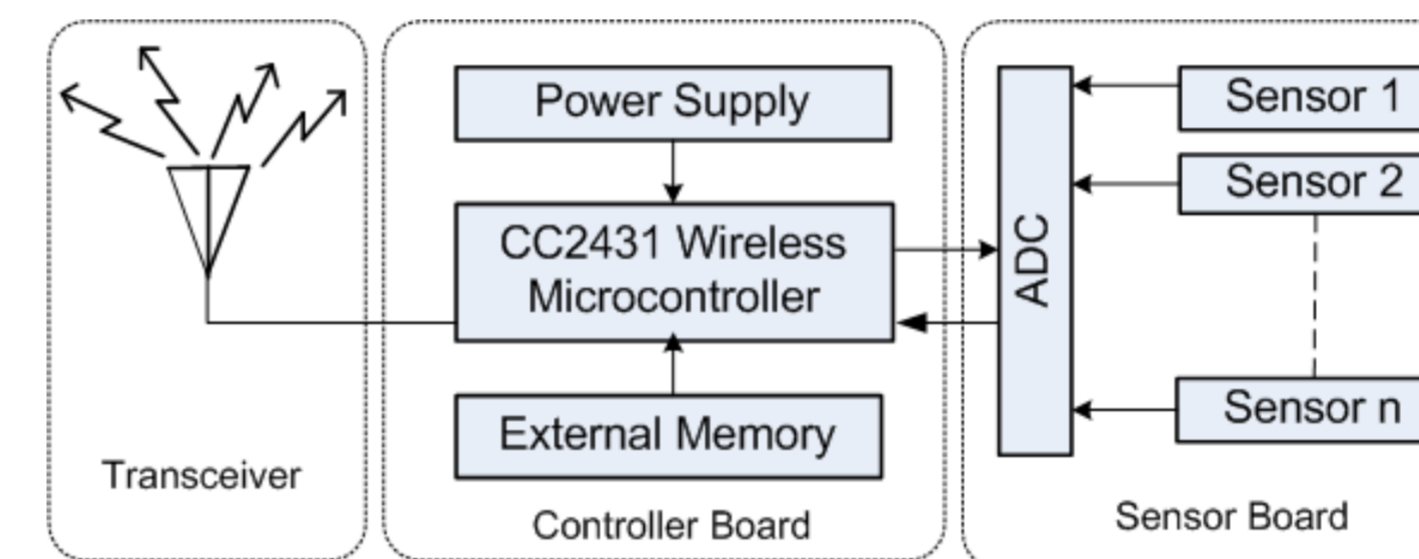 Transceiver
Power Supply
CC2431 Wireless
Microcontroller
External Memory
Controller Board
ADC
Sensor 1
Sensor 2
Sensor n
Sensor Board